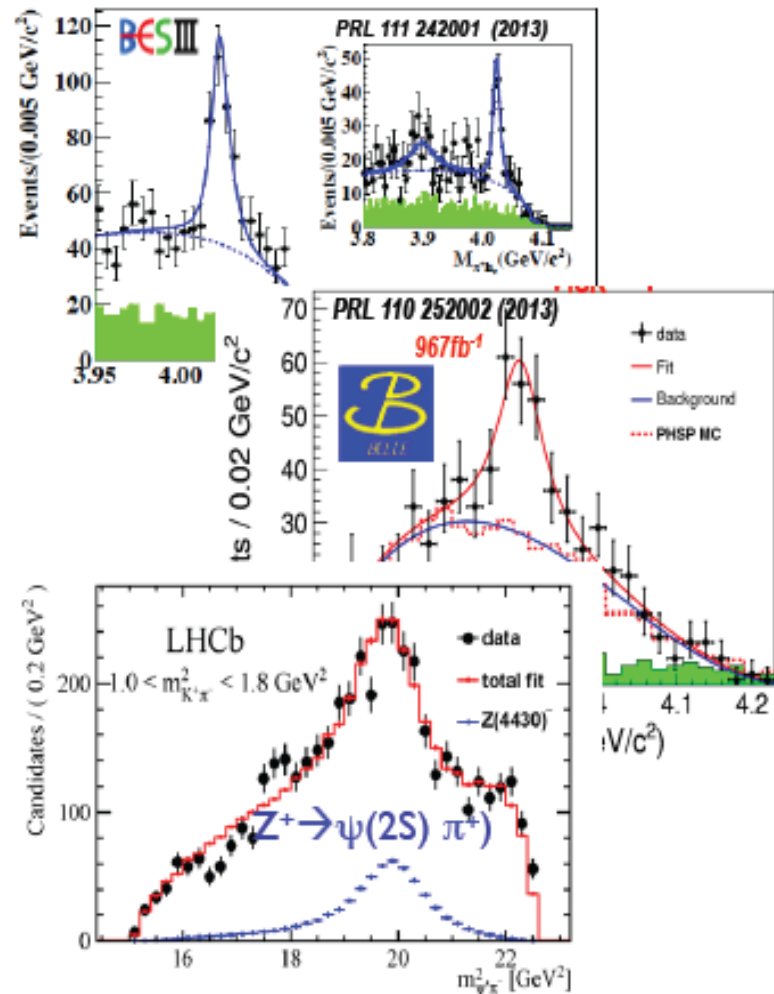 BESIII
PRL 111 242001 (2013)
Events/(0.005 GeV/c²)
120
100
80
60
40
20
0
3.95
4.00
Events/(0.005 GeV/c²)
50
40
30
20
10
0
3.8
3.9
4.0
4.1
PRL 110 252002 (2013)
967fb⁻¹
BELLE
data
Fit
Background
PHSP MC
ts / 0.02 GeV/c²
70
60
50
40
30
4.1
4.2
eV/c²)
LHCb
1.0 < m²K⁺π⁻ < 1.8 GeV²
data
total fit
Z(4430)⁻
Z⁺→ψ(2S) π⁺)
Candidates / ( 0.2 GeV² )
200
100
0
16
18
20
22
m²ψ'π⁻ [GeV²]